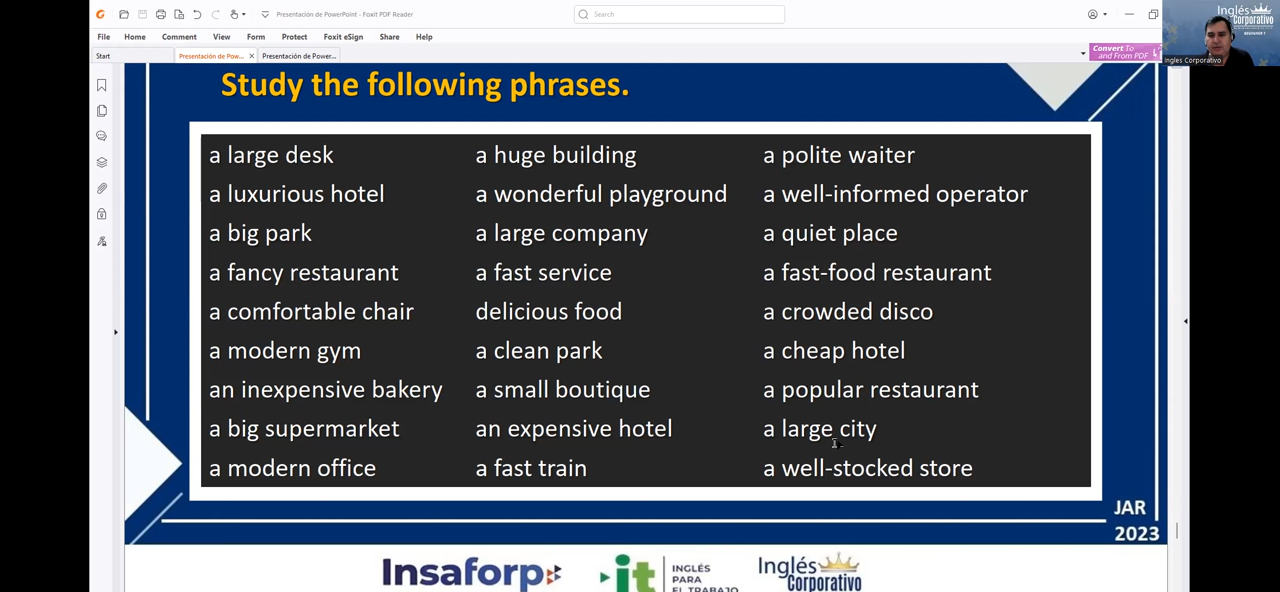 Presentación de PowerPoint - Foxit PDF Reader
Search
File Home Comment View Form Protect Foxit eSign Share Help
Start
Presentación de Pow...
Presentación de Power...
Convert To
and From PDF
Inglés
Corporativo
BEGINNER 1
Ingles Corporativo
Study the following phrases.
a large desk
a luxurious hotel
a big park
a fancy restaurant
a comfortable chair
a modern gym
an inexpensive bakery
a big supermarket
a modern office
a huge building
a wonderful playground
a large company
a fast service
delicious food
a clean park
a small boutique
an expensive hotel
a fast train
a polite waiter
a well-informed operator
a quiet place
a fast-food restaurant
a crowded disco
a cheap hotel
a popular restaurant
a large city
a well-stocked store
JAR
2023
Insaforp
it
INGLÉS
PARA
EL TRABAJO
Inglés
Corporativo